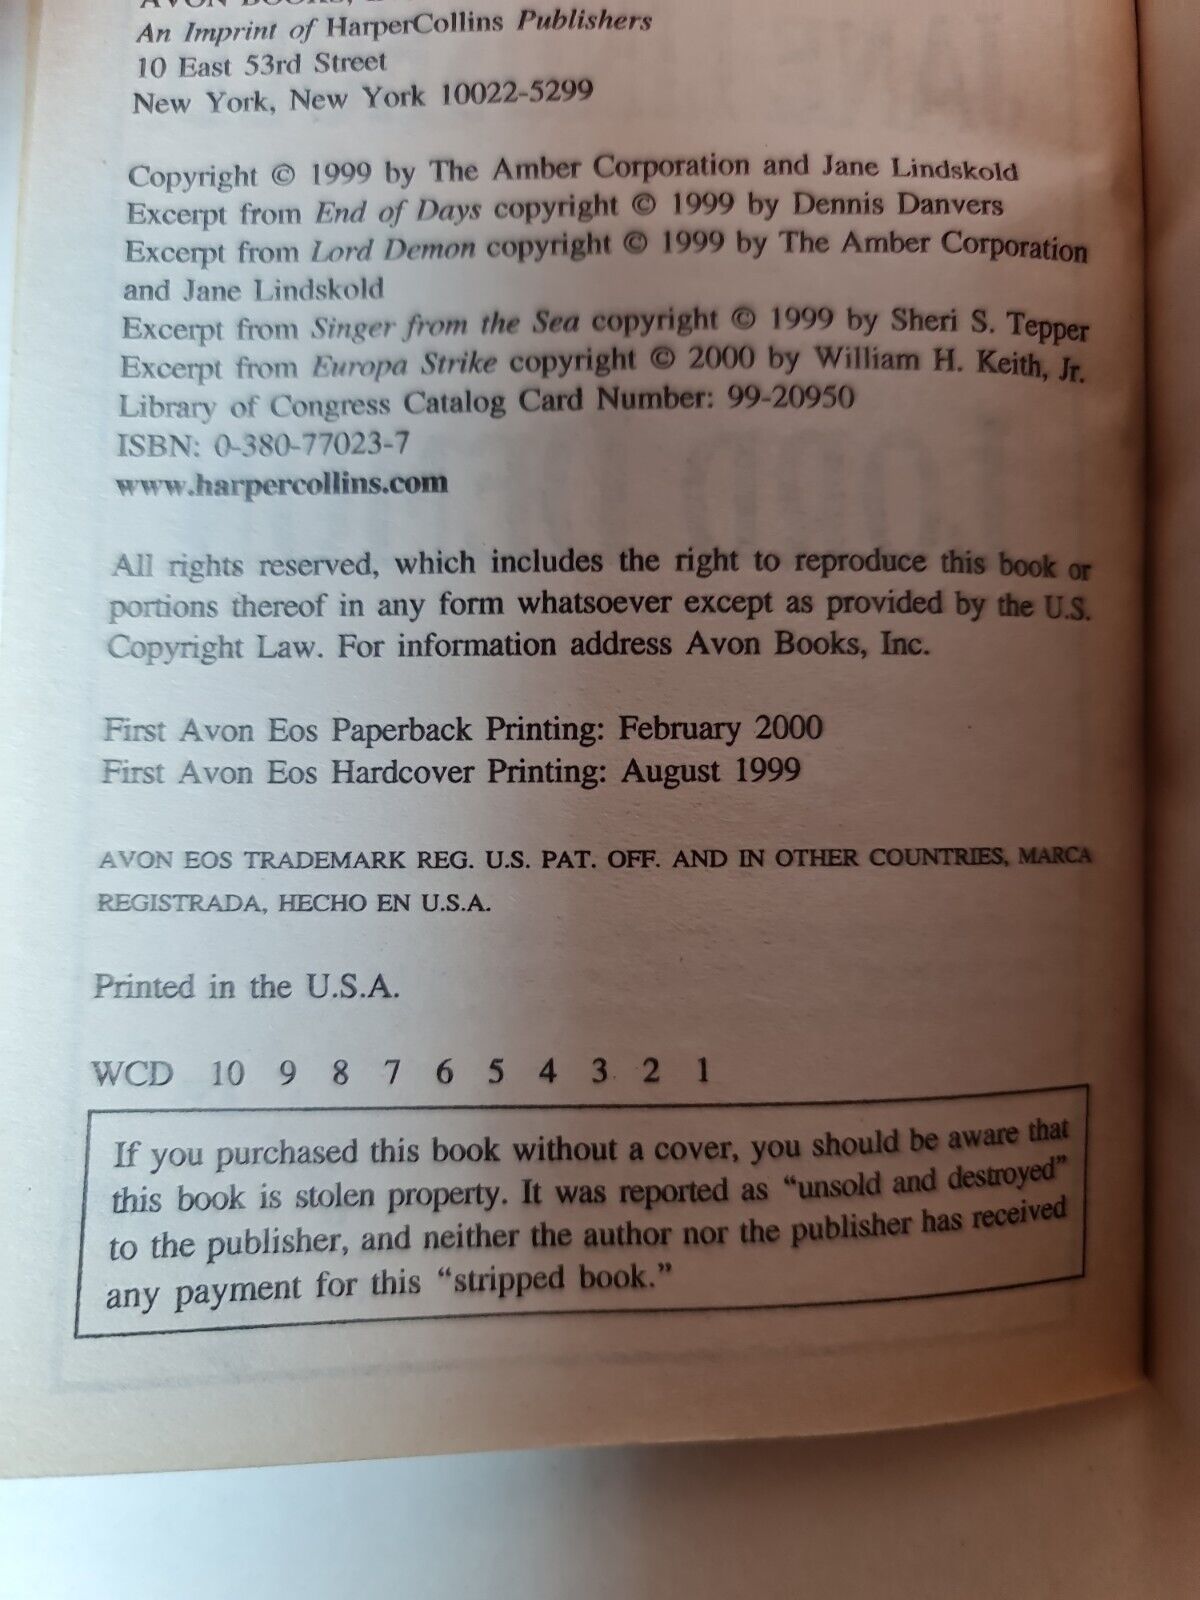 AVON BOOKS,
An Imprint of HarperCollins Publishers
10 East 53rd Street
New York, New York 10022-5299
Copyright © 1999 by The Amber Corporation and Jane Lindskold
Excerpt from End of Days copyright © 1999 by Dennis Danvers
Excerpt from Lord Demon copyright © 1999 by The Amber Corporation
and Jane Lindskold
Excerpt from Singer from the Sea copyright © 1999 by Sheri S. Tepper
Excerpt from Europa Strike copyright © 2000 by William H. Keith, Jr.
Library of Congress Catalog Card Number: 99-20950
ISBN: 0-380-77023-7
www.harpercollins.com
All rights reserved, which includes the right to reproduce this book or
portions thereof in any form whatsoever except as provided by the U.S.
Copyright Law. For information address Avon Books, Inc.
First Avon Eos Paperback Printing: February 2000
First Avon Eos Hardcover Printing: August 1999
AVON EOS TRADEMARK REG. U.S. PAT. OFF. AND IN OTHER COUNTRIES, MARCA
REGISTRADA, HECHO EN U.S.A.
Printed in the U.S.A.
WCD 10 9 8 7 6 5 4 3 2 1
If you purchased this book without a cover, you should be aware that
this book is stolen property. It was reported as “unsold and destroyed”
to the publisher, and neither the author nor the publisher has received
any payment for this “stripped book.”